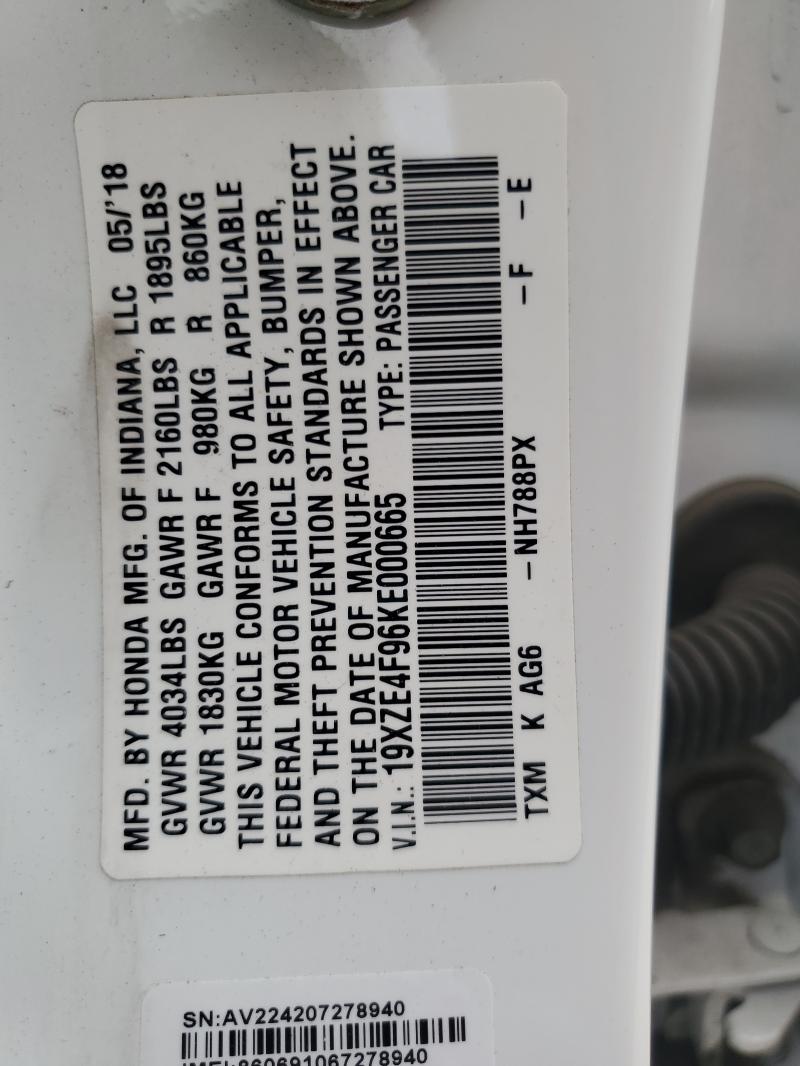 MFD. BY HONDA MFG. OF INDIANA, LLC 05/'18
GVWR 4034LBS GAWR F 2160LBS R 1895LBS
GVWR 1830KG GAWR F 980KG R 860KG
THIS VEHICLE CONFORMS TO ALL APPLICABLE
FEDERAL MOTOR VEHICLE SAFETY, BUMPER,
AND THEFT PREVENTION STANDARDS IN EFFECT
ON THE DATE OF MANUFACTURE SHOWN ABOVE.
V.I.N.: 19XZE4F96KE000665 TYPE: PASSENGER CAR
TXM K AG6 -NH788PX -F -E
SN:AV224207278940
IMEI:860691067278940